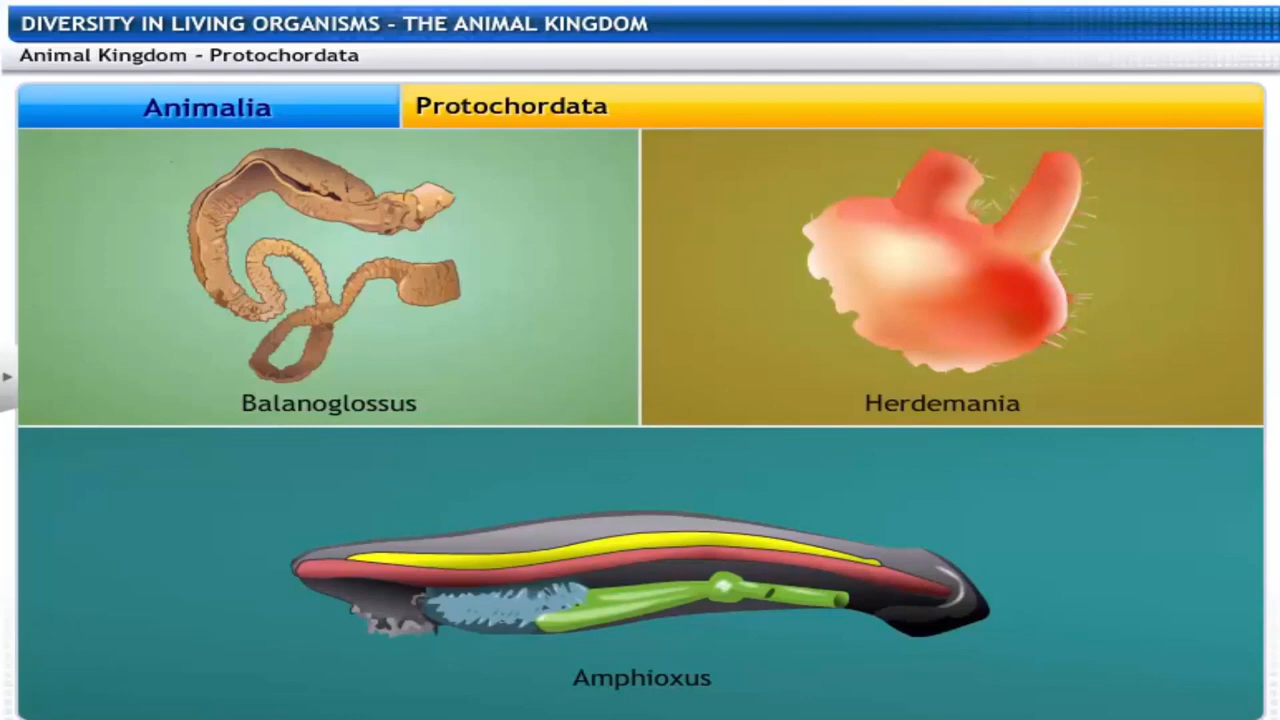 DIVERSITY IN LIVING ORGANISMS - THE ANIMAL KINGDOM
Animal Kingdom - Protochordata
Animalia
Protochordata
Balanoglossus
Herdemania
Amphioxus